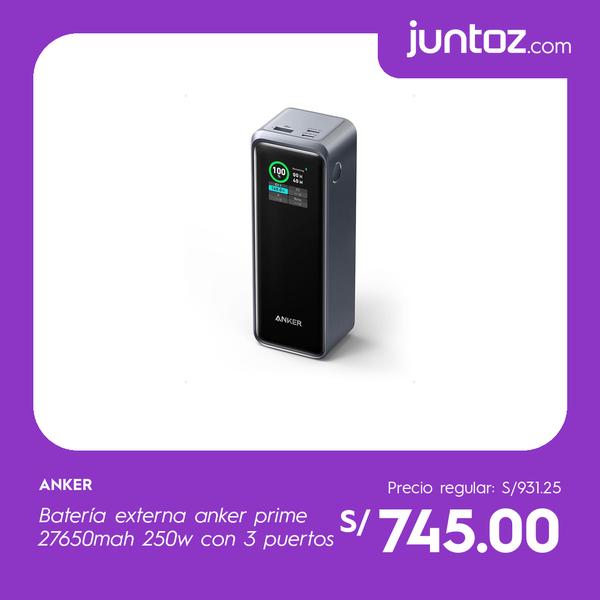 juntoz.com
100
ANKER
ANKER
Precio regular: S/931.25
Batería externa anker prime
27650mah 250w con 3 puertos
S/745.00